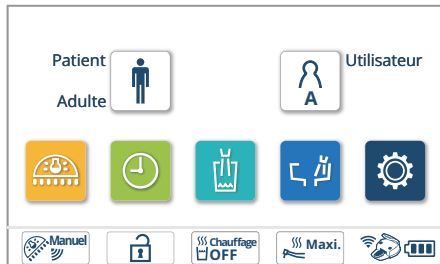 Patient
Utilisateur
Adulte
A
Manuel
Chauffage
OFF
Maxi.